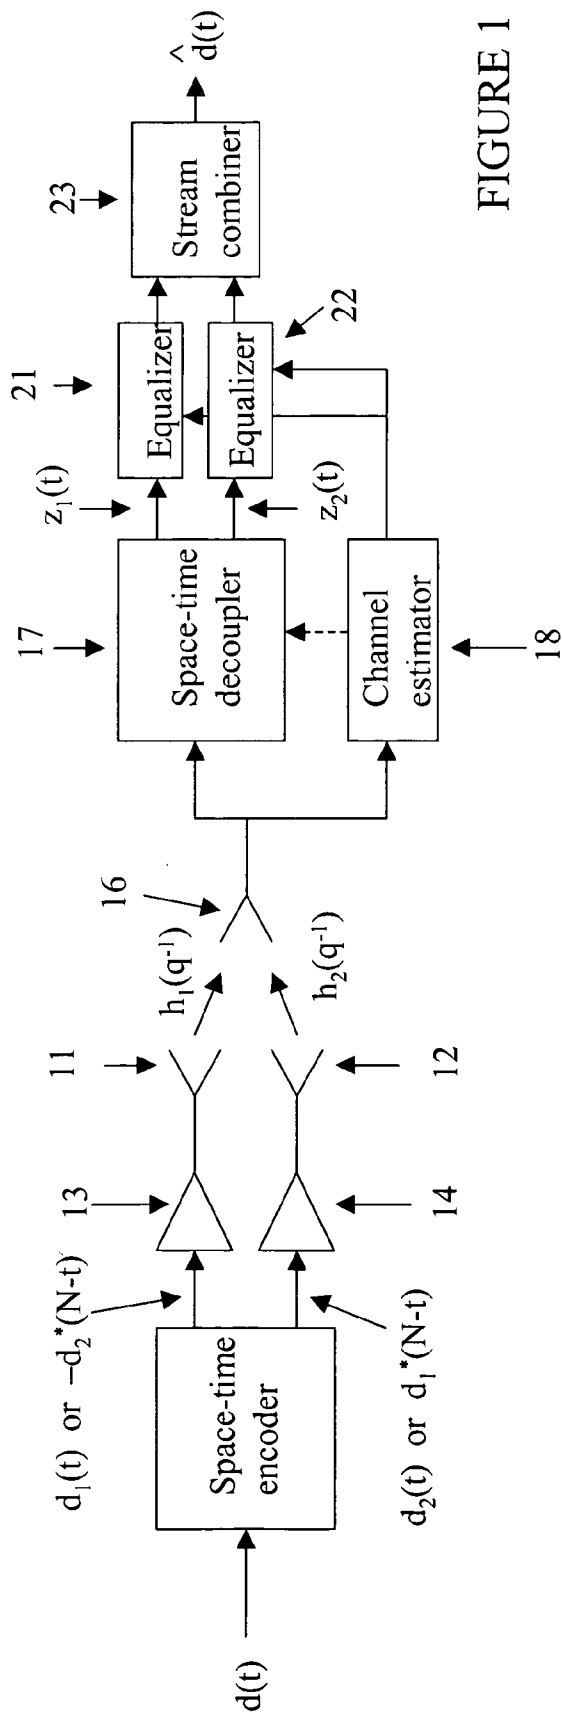 d(t)
Space-time
encoder
d₁(t) or –d₂*(N-t)
d₂(t) or d₁*(N-t)
13
14
11
12
h₁(q⁻¹)
h₂(q⁻¹)
16
17
Space-time
decoupler
Channel
estimator
18
z₁(t)
z₂(t)
21
Equalizer
Equalizer
22
23
Stream
combiner
^
d(t)
FIGURE 1